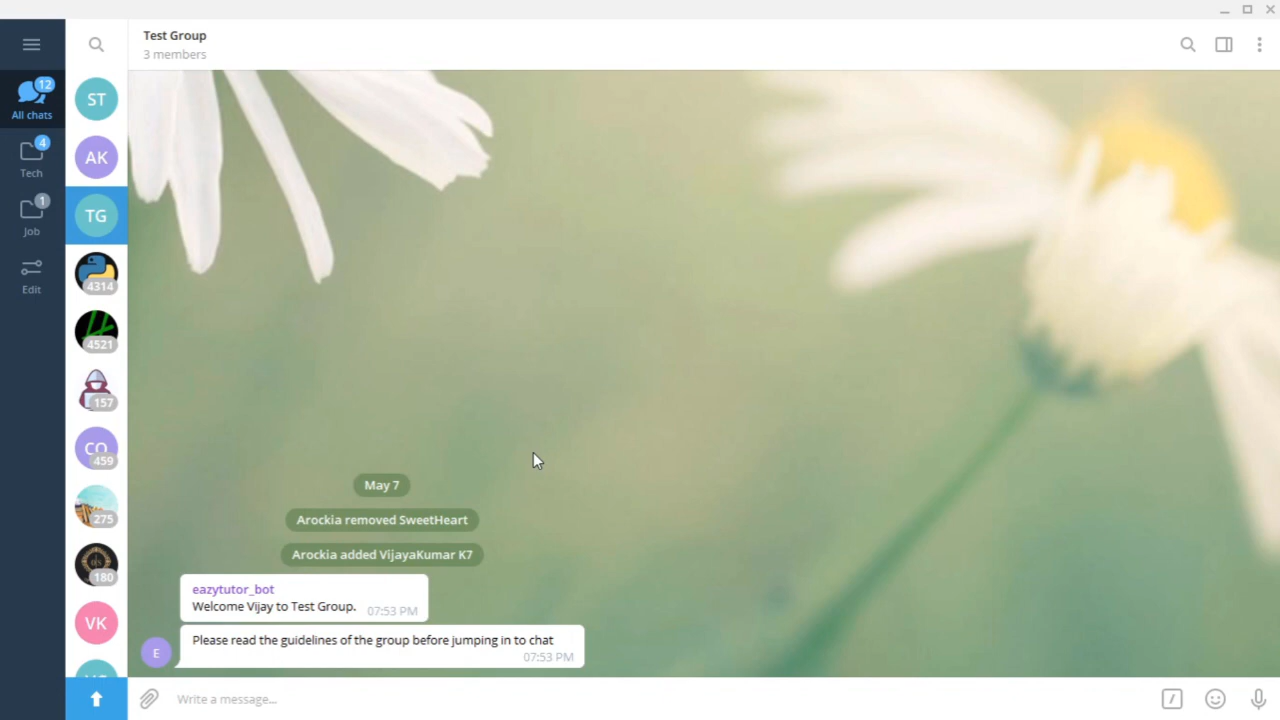 Test Group
3 members
12
All chats
4
Tech
1
Job
Edit
ST
AK
TG
4314
4521
157
CO
459
275
180
VK
May 7
Arockia removed SweetHeart
Arockia added VijayaKumar K7
eazytutor_bot
Welcome Vijay to Test Group. 07:53 PM
Please read the guidelines of the group before jumping in to chat
07:53 PM
E
Write a message...